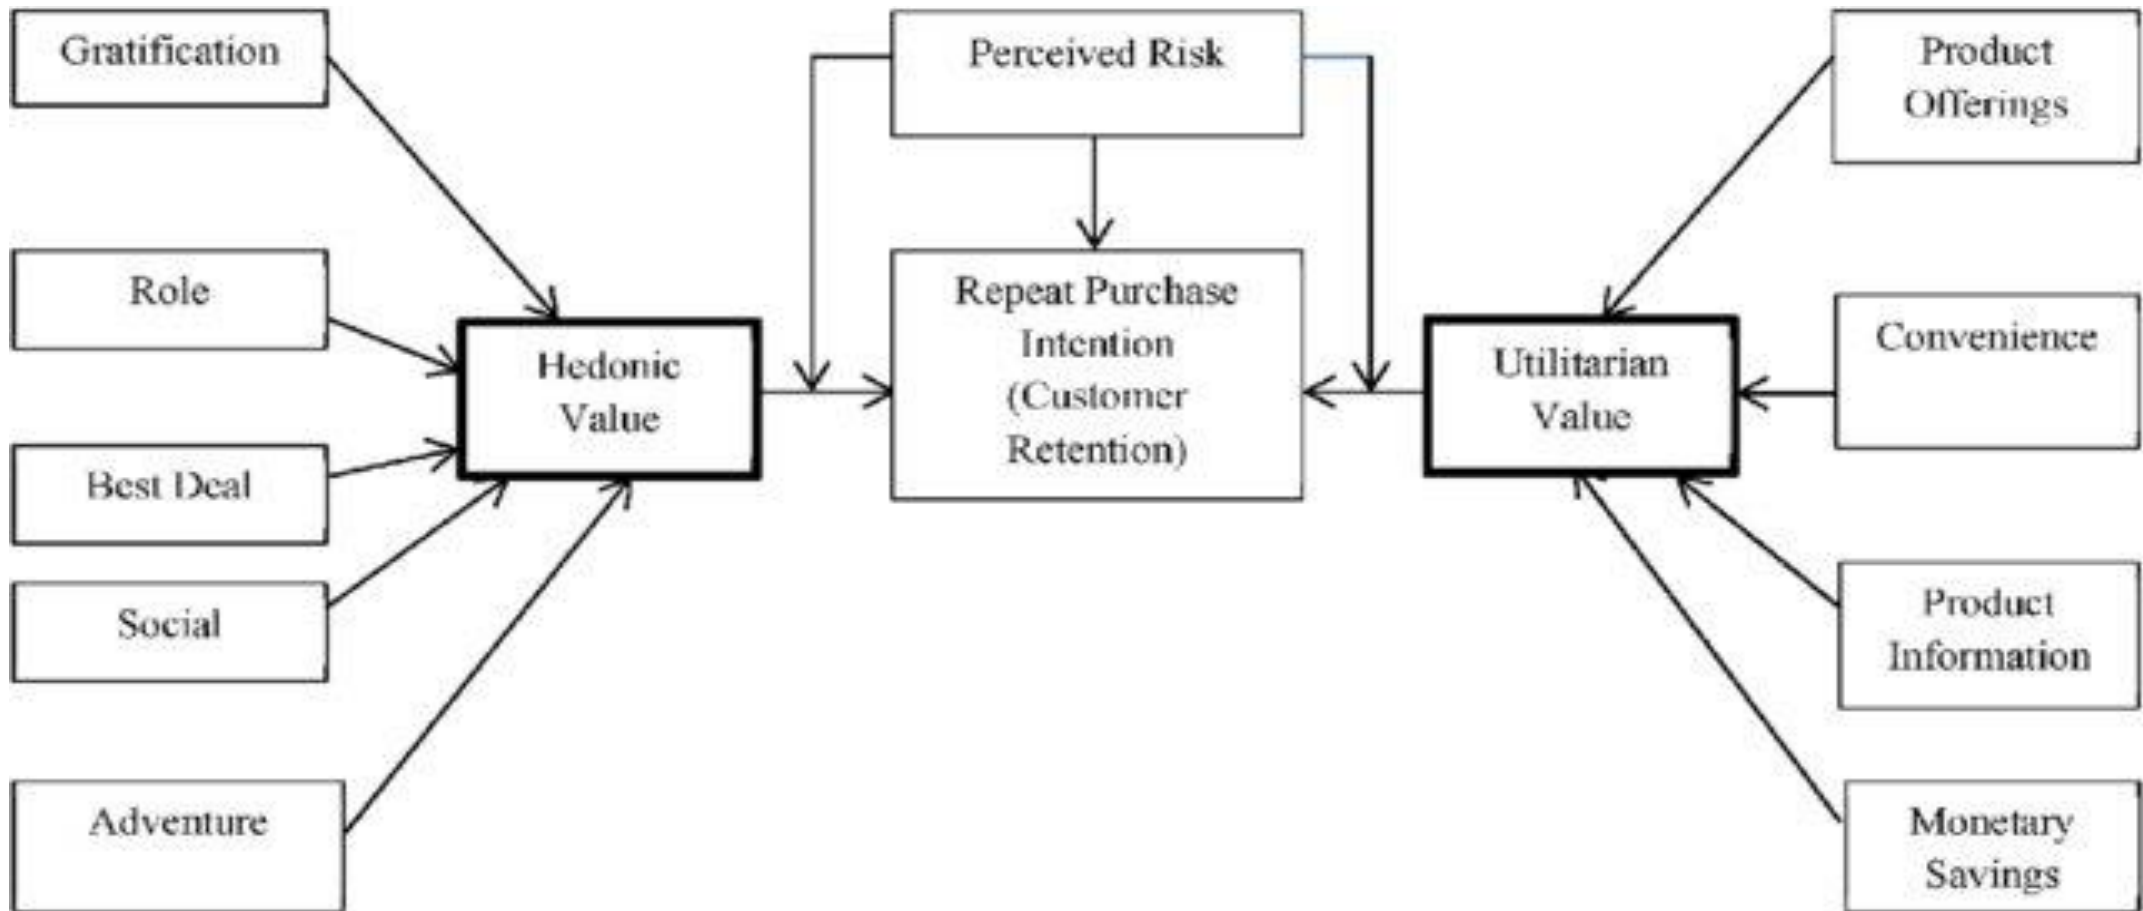 Gratification
Role
Best Deal
Social
Adventure
Hedonic
Value
Perceived Risk
Repeat Purchase
Intention
(Customer
Retention)
Utilitarian
Value
Product
Offerings
Convenience
Product
Information
Monetary
Savings